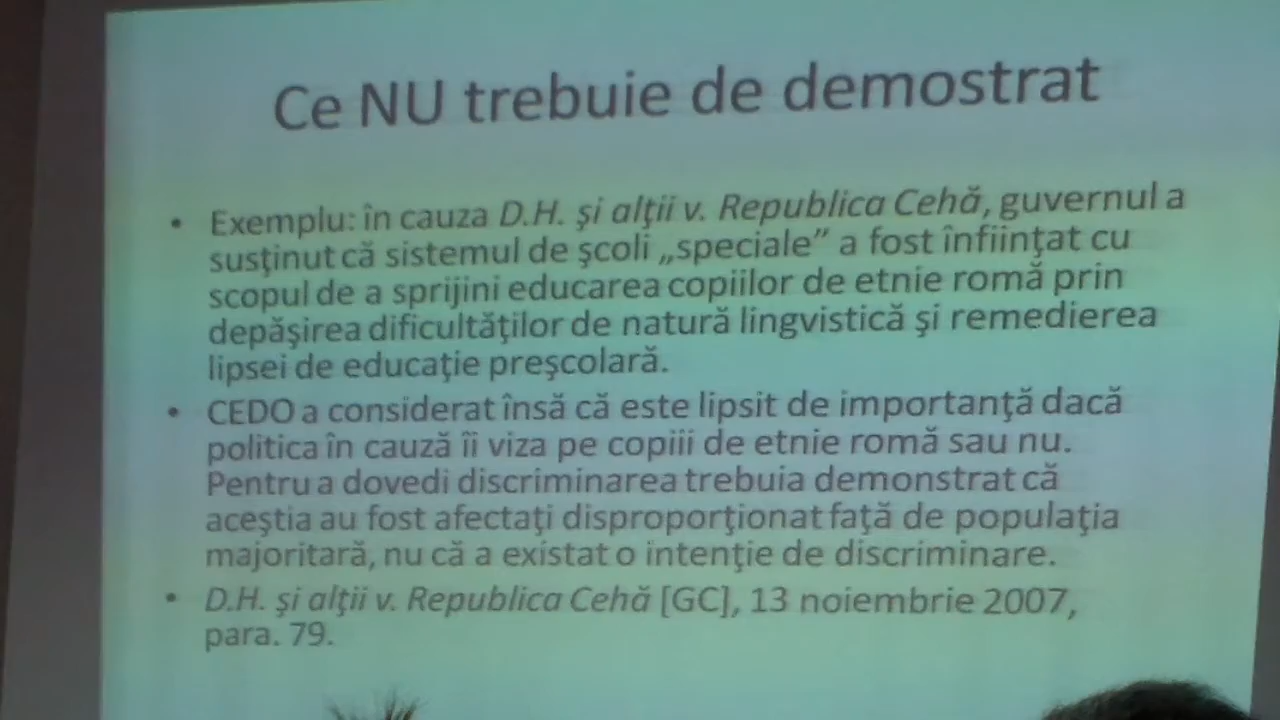 Ce NU trebuie de demostrat
• Exemplu: în cauza D.H. şi alţii v. Republica Cehă, guvernul a
susţinut că sistemul de şcoli „speciale” a fost înfiinţat cu
scopul de a sprijini educarea copiilor de etnie romă prin
depăşirea dificultăţilor de natură lingvistică şi remedierea
lipsei de educaţie preşcolară.
• CEDO a considerat însă că este lipsit de importanţă dacă
politica în cauză îi viza pe copiii de etnie romă sau nu.
Pentru a dovedi discriminarea trebuia demonstrat că
aceştia au fost afectaţi disproporţionat faţă de populaţia
majoritară, nu că a existat o intenţie de discriminare.
• D.H. şi alţii v. Republica Cehă [GC], 13 noiembrie 2007,
para. 79.